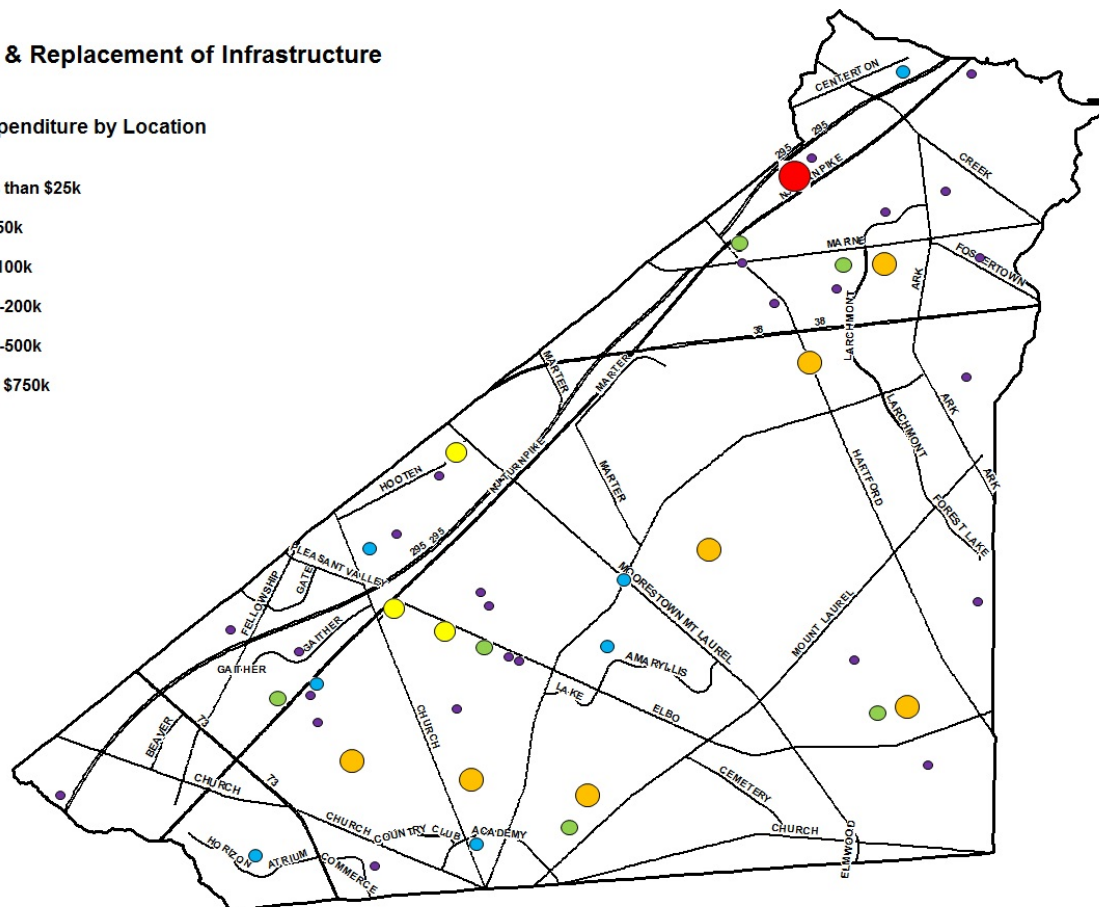 & Replacement of Infrastructure
penditure by Location
than $25k
50k
100k
-200k
-500k
$750k
CENTERTON
295
295
CREEK
MARNE
FOSTERTOWN
ARK
LARCHMONT
38
38
MARTER
MARTER
ARK
LARCHMONT
HARTFORD
ARK
NJ TURNPIKE
HOOTEN
MARTER
FOREST LAKE
295
295
PLEASANT VALLEY
GATE
FELLOWSHIP
MOORESTOWN MT LAUREL
MOUNT LAUREL
GAITHER
GAITHER
AMARYLLIS
LAKE
ELBO
CHURCH
BEAVER
73
73
CHURCH
CEMETERY
CHURCH
COUNTRY CLUB
ACADEMY
CHURCH
ELMWOOD
HORIZON
ATRIUM
COMMERCE